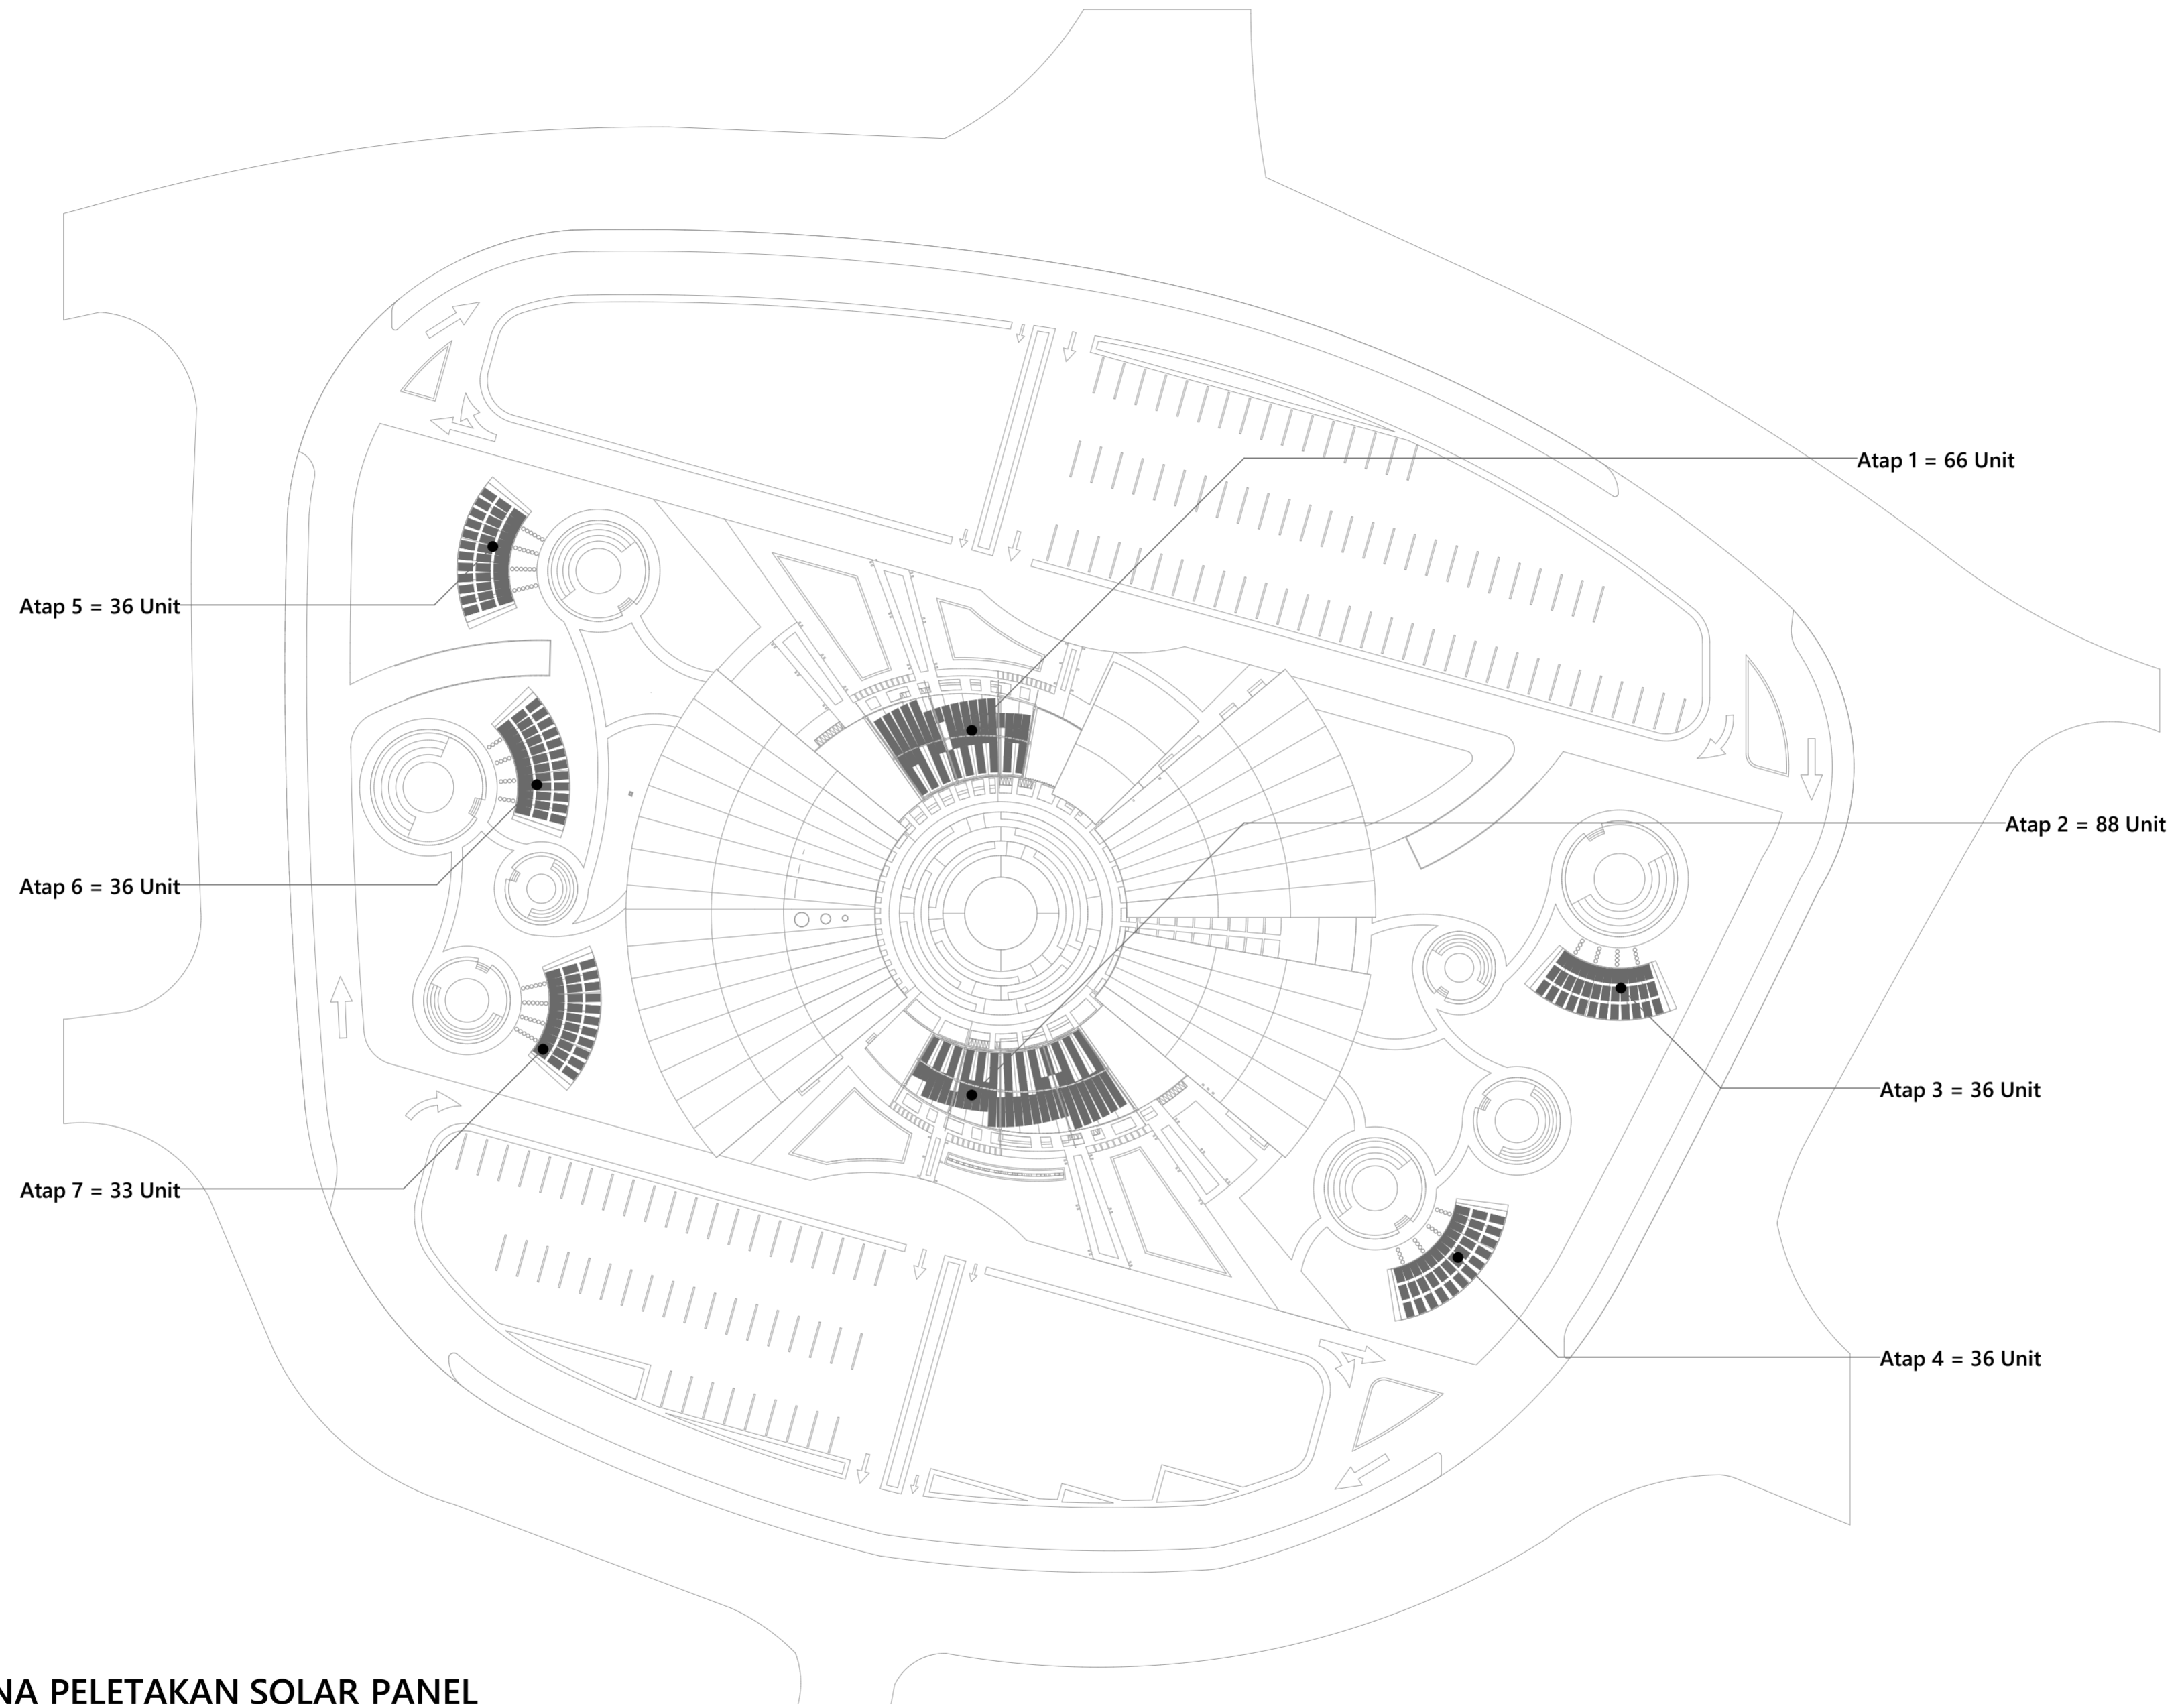 Atap 1 = 66 Unit
Atap 5 = 36 Unit
Atap 2 = 88 Unit
Atap 6 = 36 Unit
Atap 3 = 36 Unit
Atap 7 = 33 Unit
Atap 4 = 36 Unit
PELETAKAN SOLAR PANEL